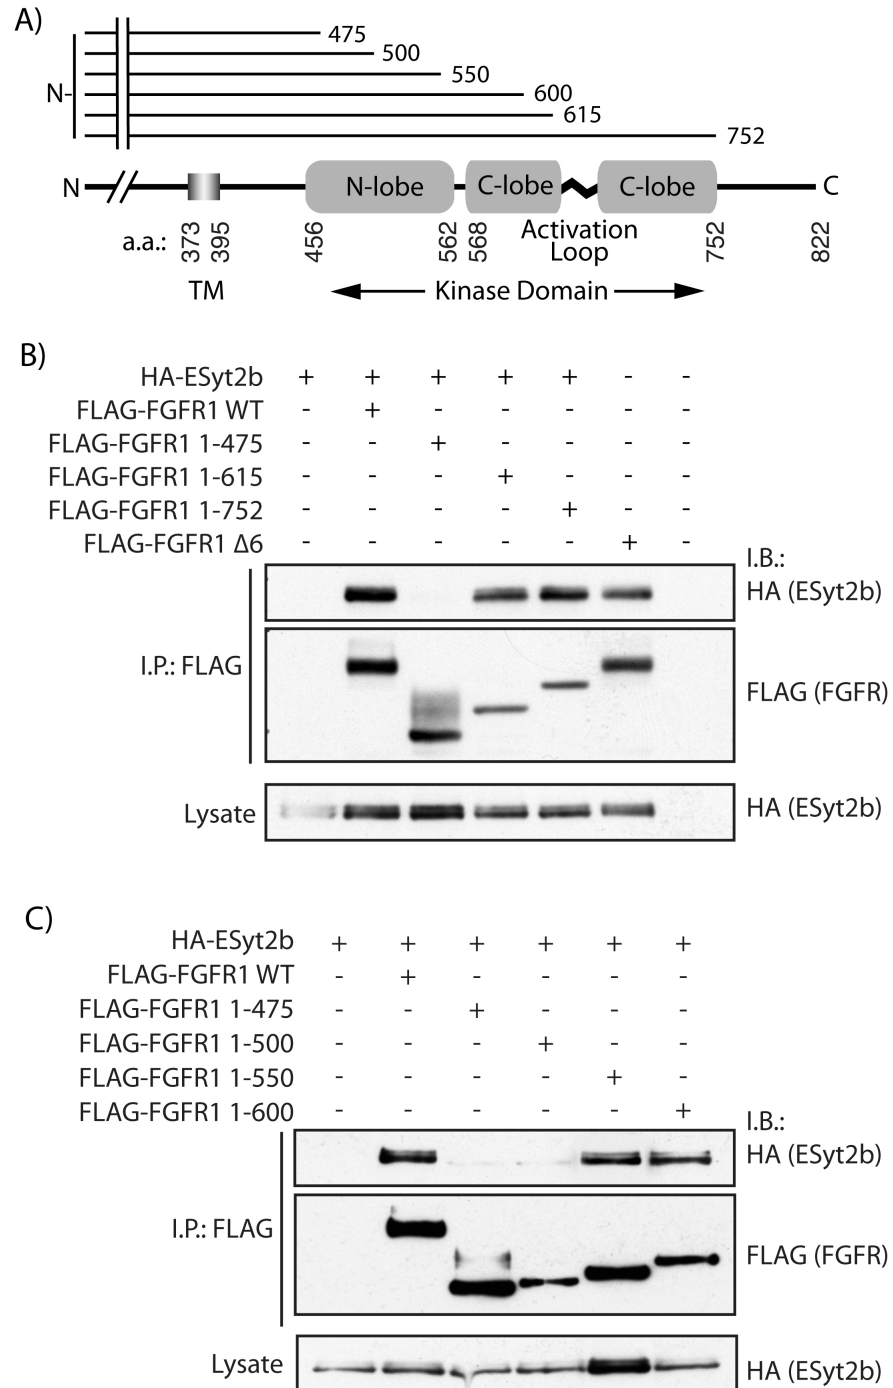 A)
475
500
550
N-
600
615
752
N
N-lobe
C-lobe
C-lobe
C
a.a.:
373
395
456
562
568
Activation
Loop
752
822
TM
Kinase Domain
B)
HA-ESyt2b + + + + + - -
FLAG-FGFR1 WT - + - - - - -
FLAG-FGFR1 1-475 - - + - - - -
FLAG-FGFR1 1-615 - - - + - - -
FLAG-FGFR1 1-752 - - - - + - -
FLAG-FGFR1 Δ6 - - - - - + -
I.B.:
HA (ESyt2b)
I.P.: FLAG
FLAG (FGFR)
Lysate
HA (ESyt2b)
C)
HA-ESyt2b + + + + + +
FLAG-FGFR1 WT - + - - - -
FLAG-FGFR1 1-475 - - + - - -
FLAG-FGFR1 1-500 - - - + - -
FLAG-FGFR1 1-550 - - - - + -
FLAG-FGFR1 1-600 - - - - - +
I.B.:
HA (ESyt2b)
I.P.: FLAG
FLAG (FGFR)
Lysate
HA (ESyt2b)